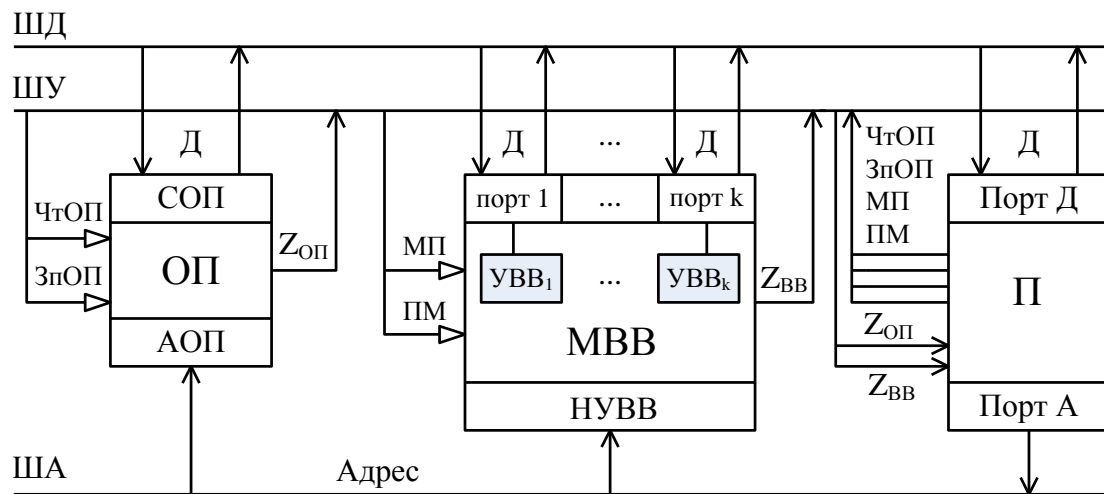 ШД
ШУ
Д
Д
...
Д
Д
ЧтОП
ЗпОП
МП
ПМ
СОП
порт 1
...
порт k
Порт Д
ЧтОП
ОП
ZОП
МП
УВВ1
...
УВВk
ZВВ
П
ЗпОП
ПМ
МВВ
ZОП
АОП
ZВВ
НУВВ
Порт А
ША
Адрес